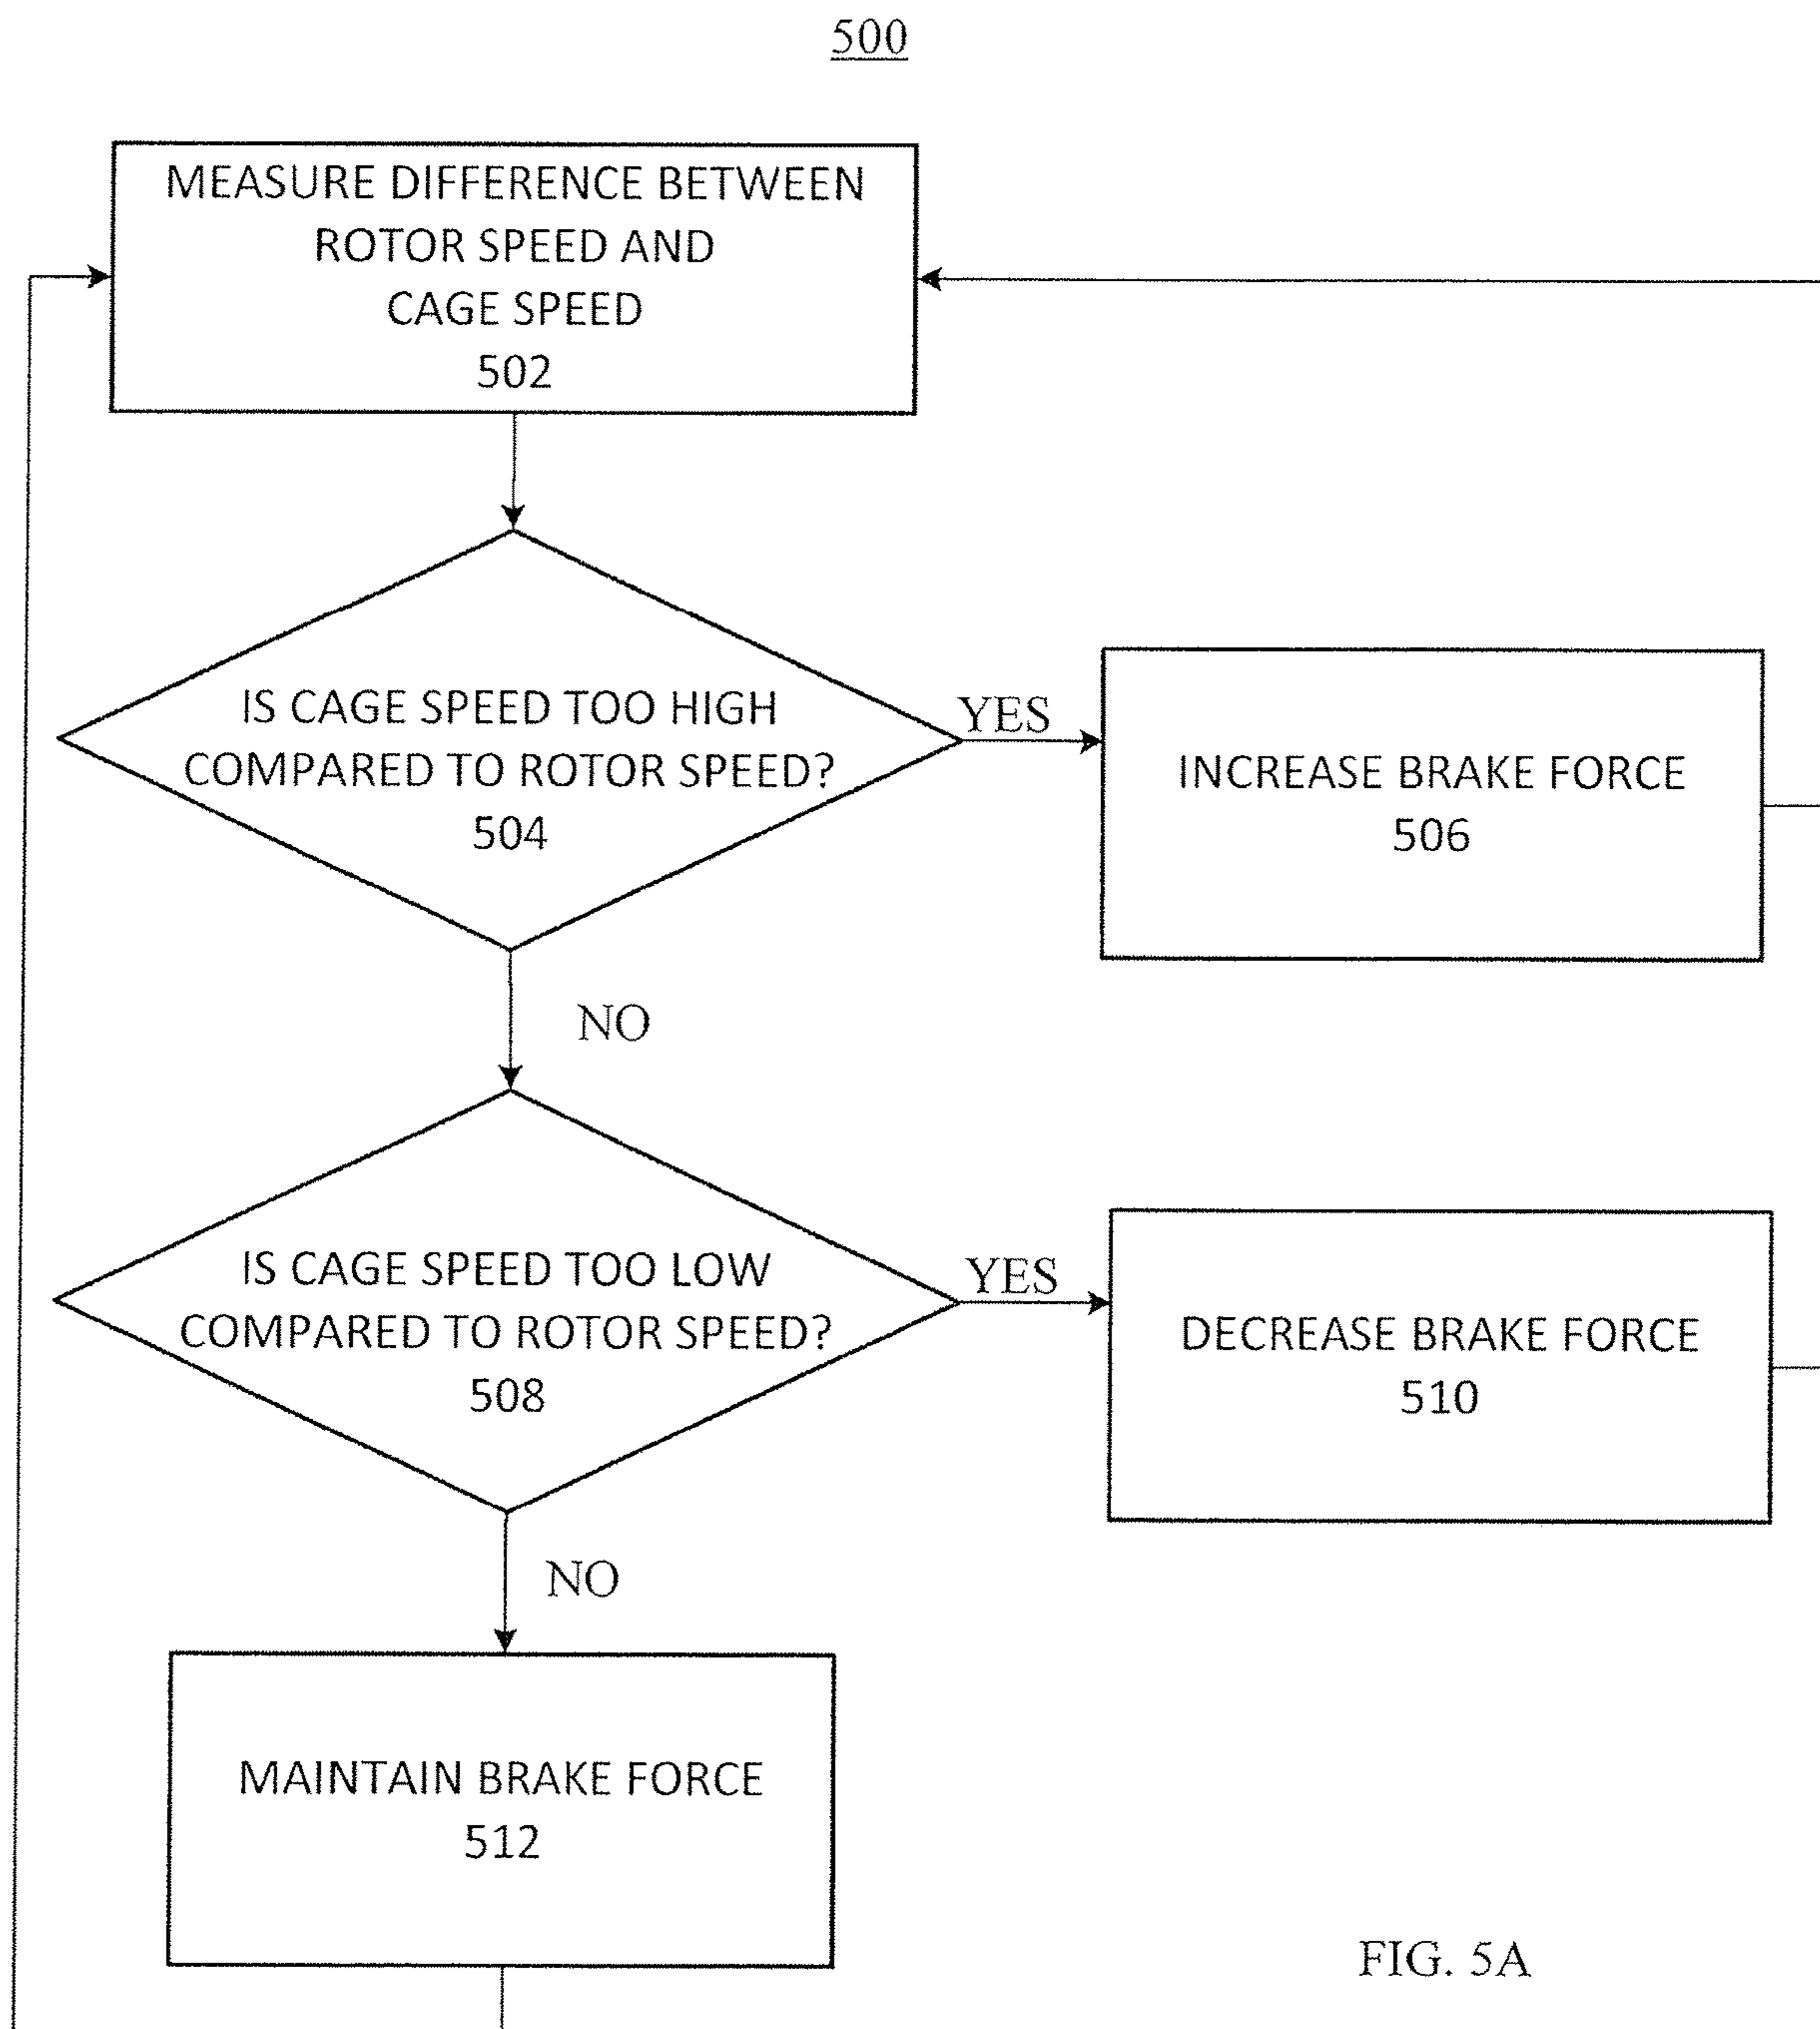 500
MEASURE DIFFERENCE BETWEEN
ROTOR SPEED AND
CAGE SPEED
502
IS CAGE SPEED TOO HIGH
COMPARED TO ROTOR SPEED?
504
YES
INCREASE BRAKE FORCE
506
NO
IS CAGE SPEED TOO LOW
COMPARED TO ROTOR SPEED?
508
YES
DECREASE BRAKE FORCE
510
NO
MAINTAIN BRAKE FORCE
512
FIG. 5A